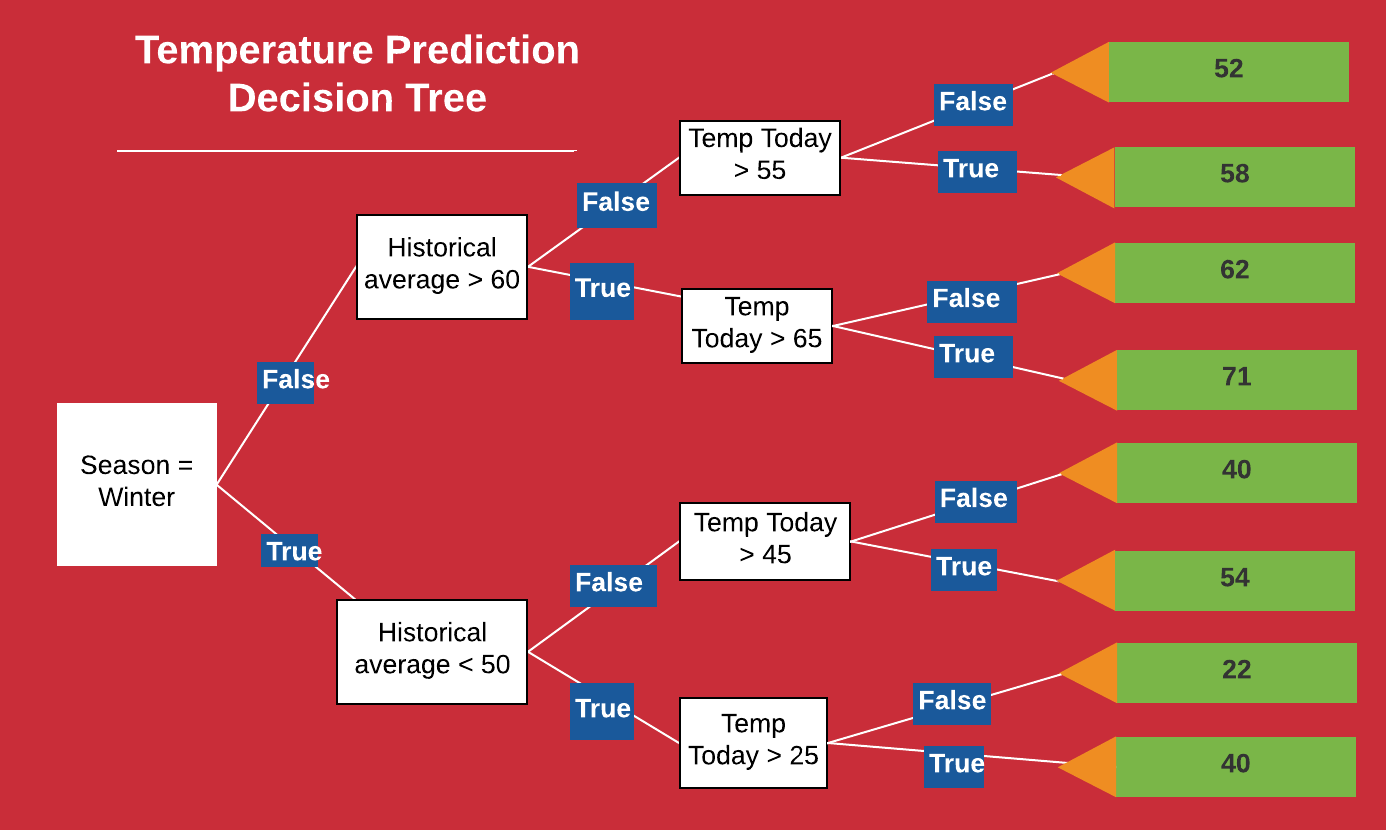 Temperature Prediction
Decision Tree
Season =
Winter
False
True
Historical
average > 60
Historical
average < 50
False
True
False
True
Temp Today
> 55
Temp
Today > 65
Temp Today
> 45
Temp
Today > 25
False
True
False
True
False
True
False
True
52
58
62
71
40
54
22
40